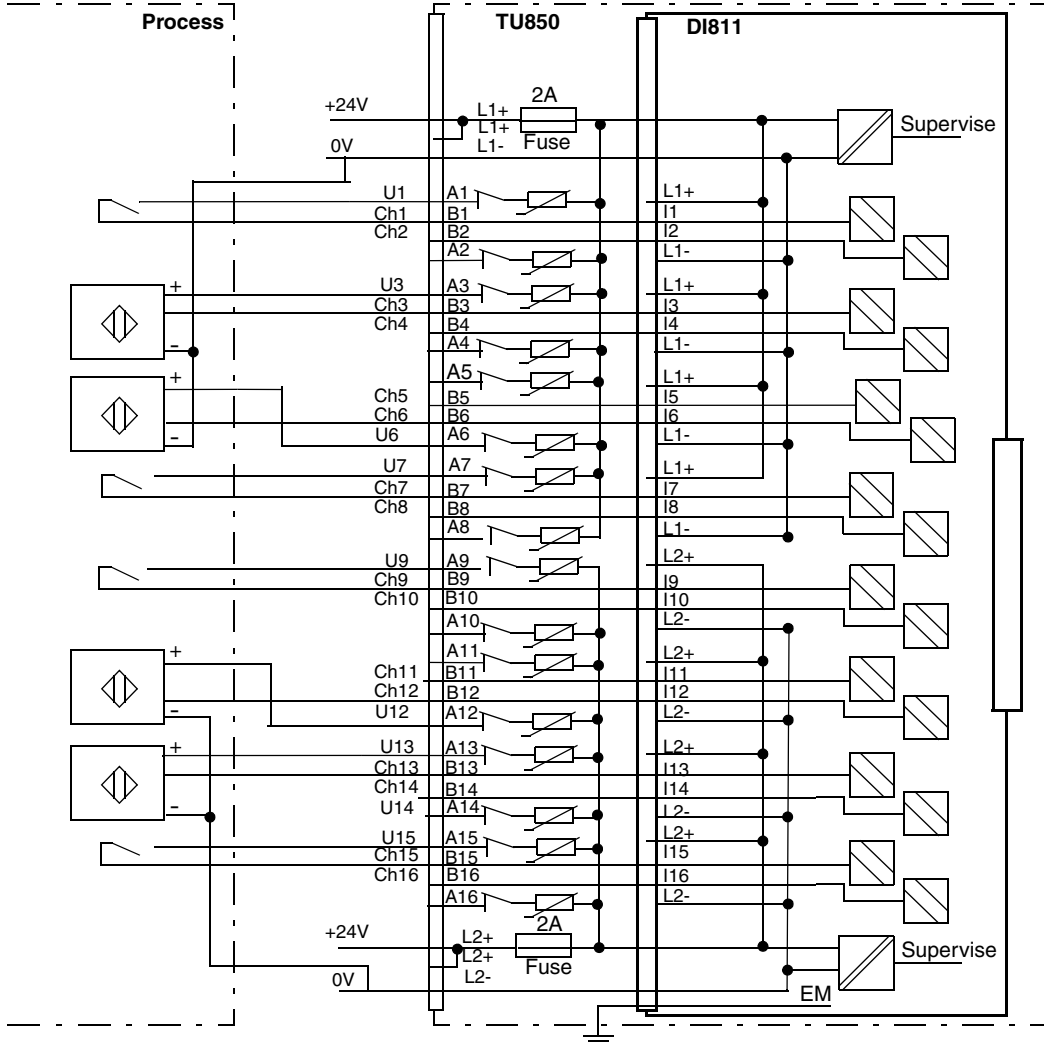 Process TU850 DI811
2A
+24V L1+
L1+ Supervise
0V L1- Fuse
U1 A1 L1+
Ch1 B1 I1
Ch2 B2 I2
A2 L1-
+ U3 A3 L1+
Ch3 B3 I3
Ch4 B4 I4
- A4 L1-
+ A5 L1+
Ch5 B5 I5
Ch6 B6 I6
- U6 A6 L1-
U7 A7 L1+
Ch7 B7 I7
Ch8 B8 I8
A8 L1-
U9 A9 L2+
Ch9 B9 I9
Ch10 B10 I10
A10 L2-
+ A11 L2+
Ch11 B11 I11
Ch12 B12 I12
- U12 A12 L2-
+ U13 A13 L2+
Ch13 B13 I13
Ch14 B14 I14
- U14 A14 L2-
U15 A15 L2+
Ch15 B15 I15
Ch16 B16 I16
A16 L2-
2A
+24V L2+ Supervise
L2+ Fuse
0V L2-
EM